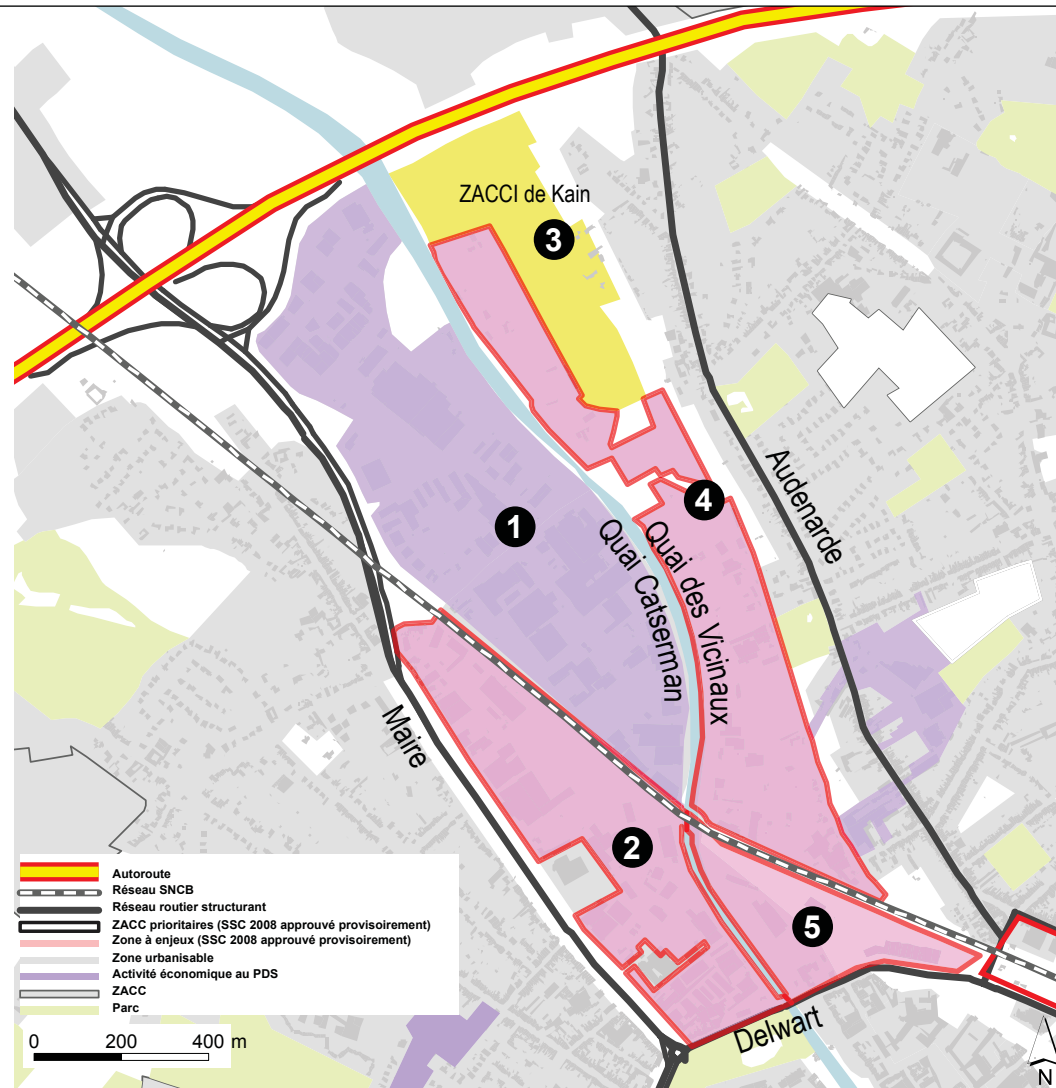 ZACCI de Kain
3
1
4
Audenarde
Quai des Vicinaux
Quai Catserman
Maire
2
5
Delwart
Autoroute
Réseau SNCB
Réseau routier structurant
ZACC prioritaires (SSC 2008 approuvé provisoirement)
Zone à enjeux (SSC 2008 approuvé provisoirement)
Zone urbanisable
Activité économique au PDS
ZACC
Parc
0 200 400 m
N